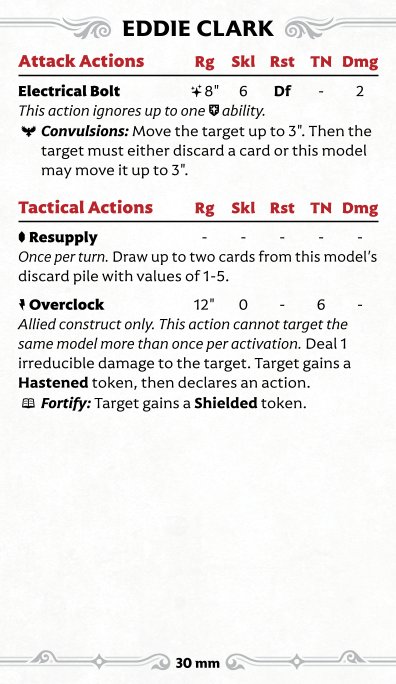 EDDIE CLARK
Attack Actions Rg Skl Rst TN Dmg
Electrical Bolt 8" 6 Df - 2
This action ignores up to one ability.
Convulsions: Move the target up to 3". Then the
target must either discard a card or this model
may move it up to 3".
Tactical Actions Rg Skl Rst TN Dmg
Resupply - - - - -
Once per turn. Draw up to two cards from this model's
discard pile with values of 1-5.
Overclock 12" 0 - 6 -
Allied construct only. This action cannot target the
same model more than once per activation. Deal 1
irreducible damage to the target. Target gains a
Hastened token, then declares an action.
Fortify: Target gains a Shielded token.
30 mm